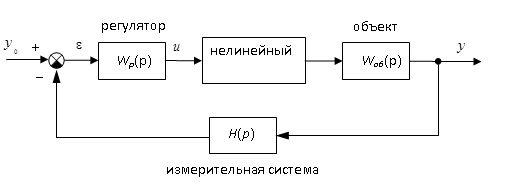 регулятор
объект
y₀ + ε u y
−
Wₚ(p)
нелинейный
Wоб(p)
H(p)
измерительная система